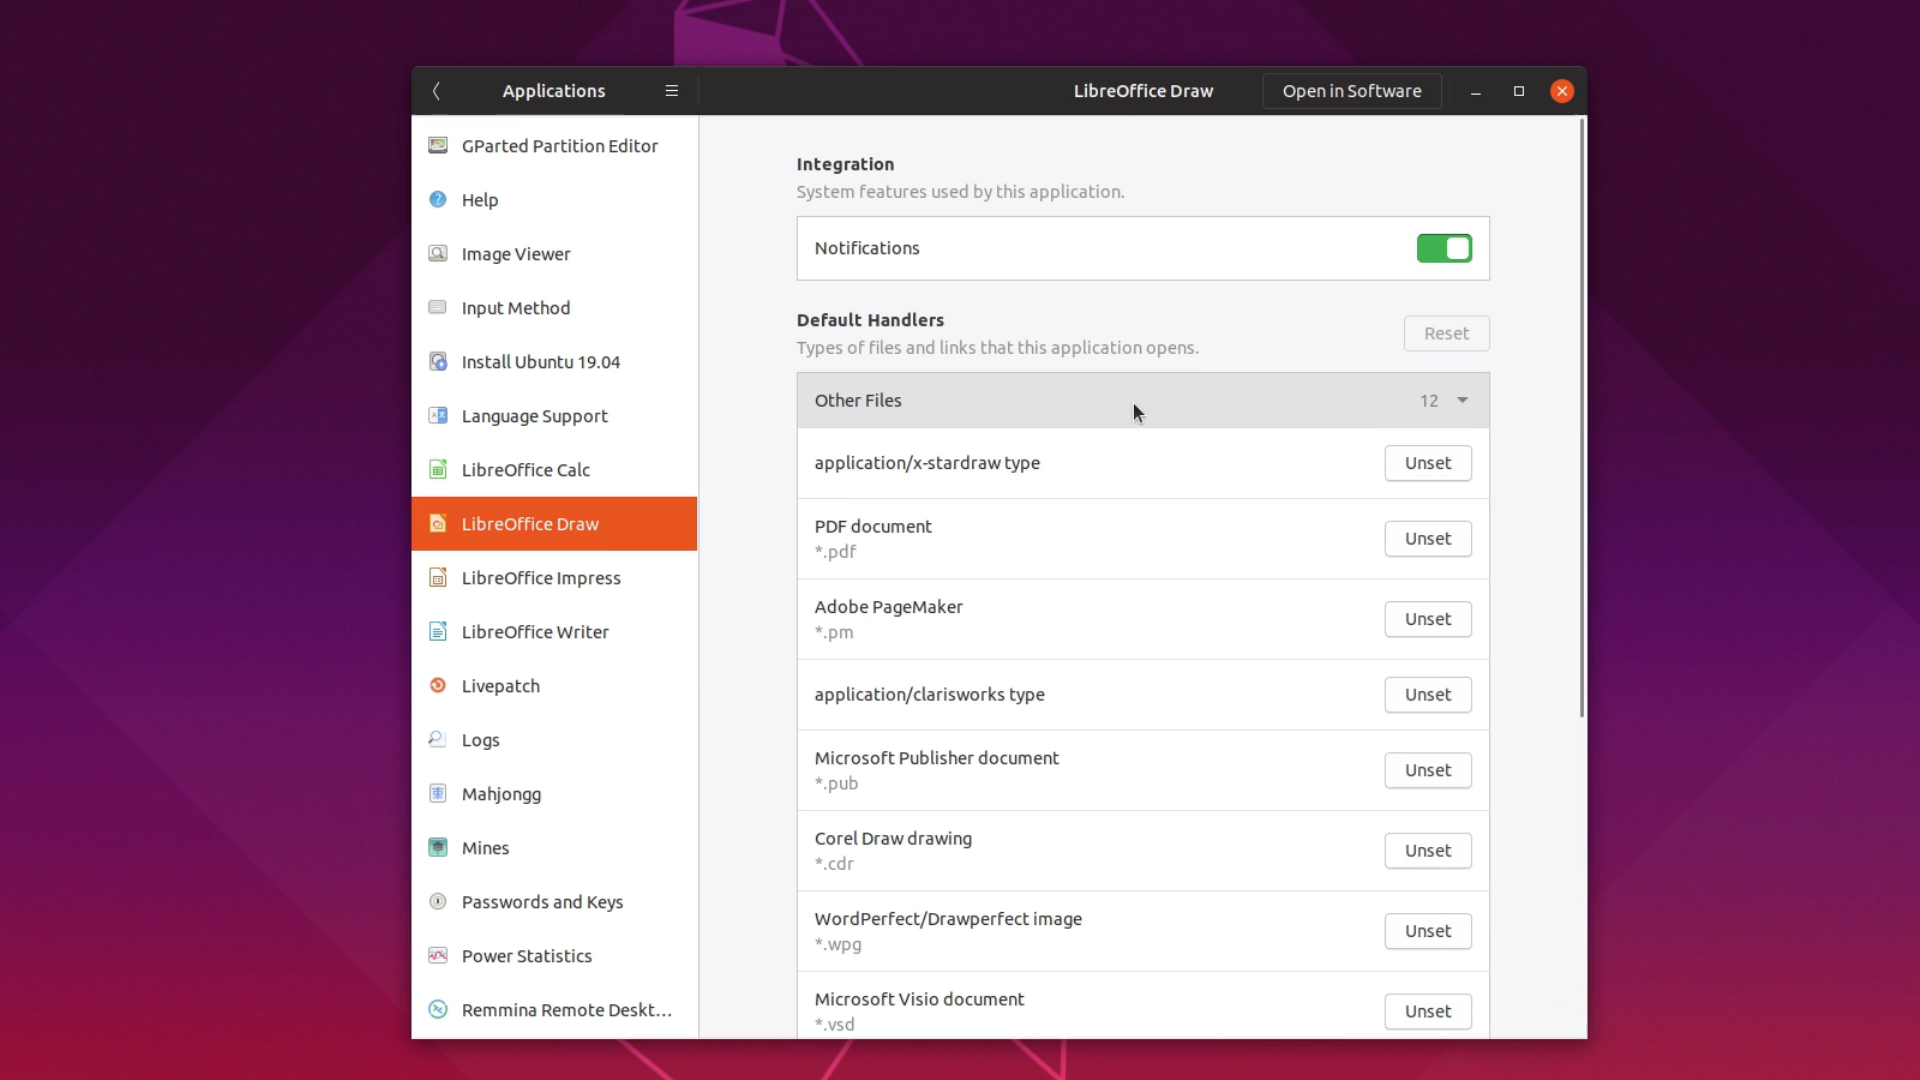 Applications
LibreOffice Draw
Open in Software
GParted Partition Editor
Help
Image Viewer
Input Method
Install Ubuntu 19.04
Language Support
LibreOffice Calc
LibreOffice Draw
LibreOffice Impress
LibreOffice Writer
Livepatch
Logs
Mahjongg
Mines
Passwords and Keys
Power Statistics
Remmina Remote Deskt...
Integration
System features used by this application.
Notifications
Default Handlers
Types of files and links that this application opens.
Reset
Other Files 12
application/x-stardraw type Unset
PDF document
*.pdf
Unset
Adobe PageMaker
*.pm
Unset
application/clarisworks type Unset
Microsoft Publisher document
*.pub
Unset
Corel Draw drawing
*.cdr
Unset
WordPerfect/Drawperfect image
*.wpg
Unset
Microsoft Visio document
*.vsd
Unset